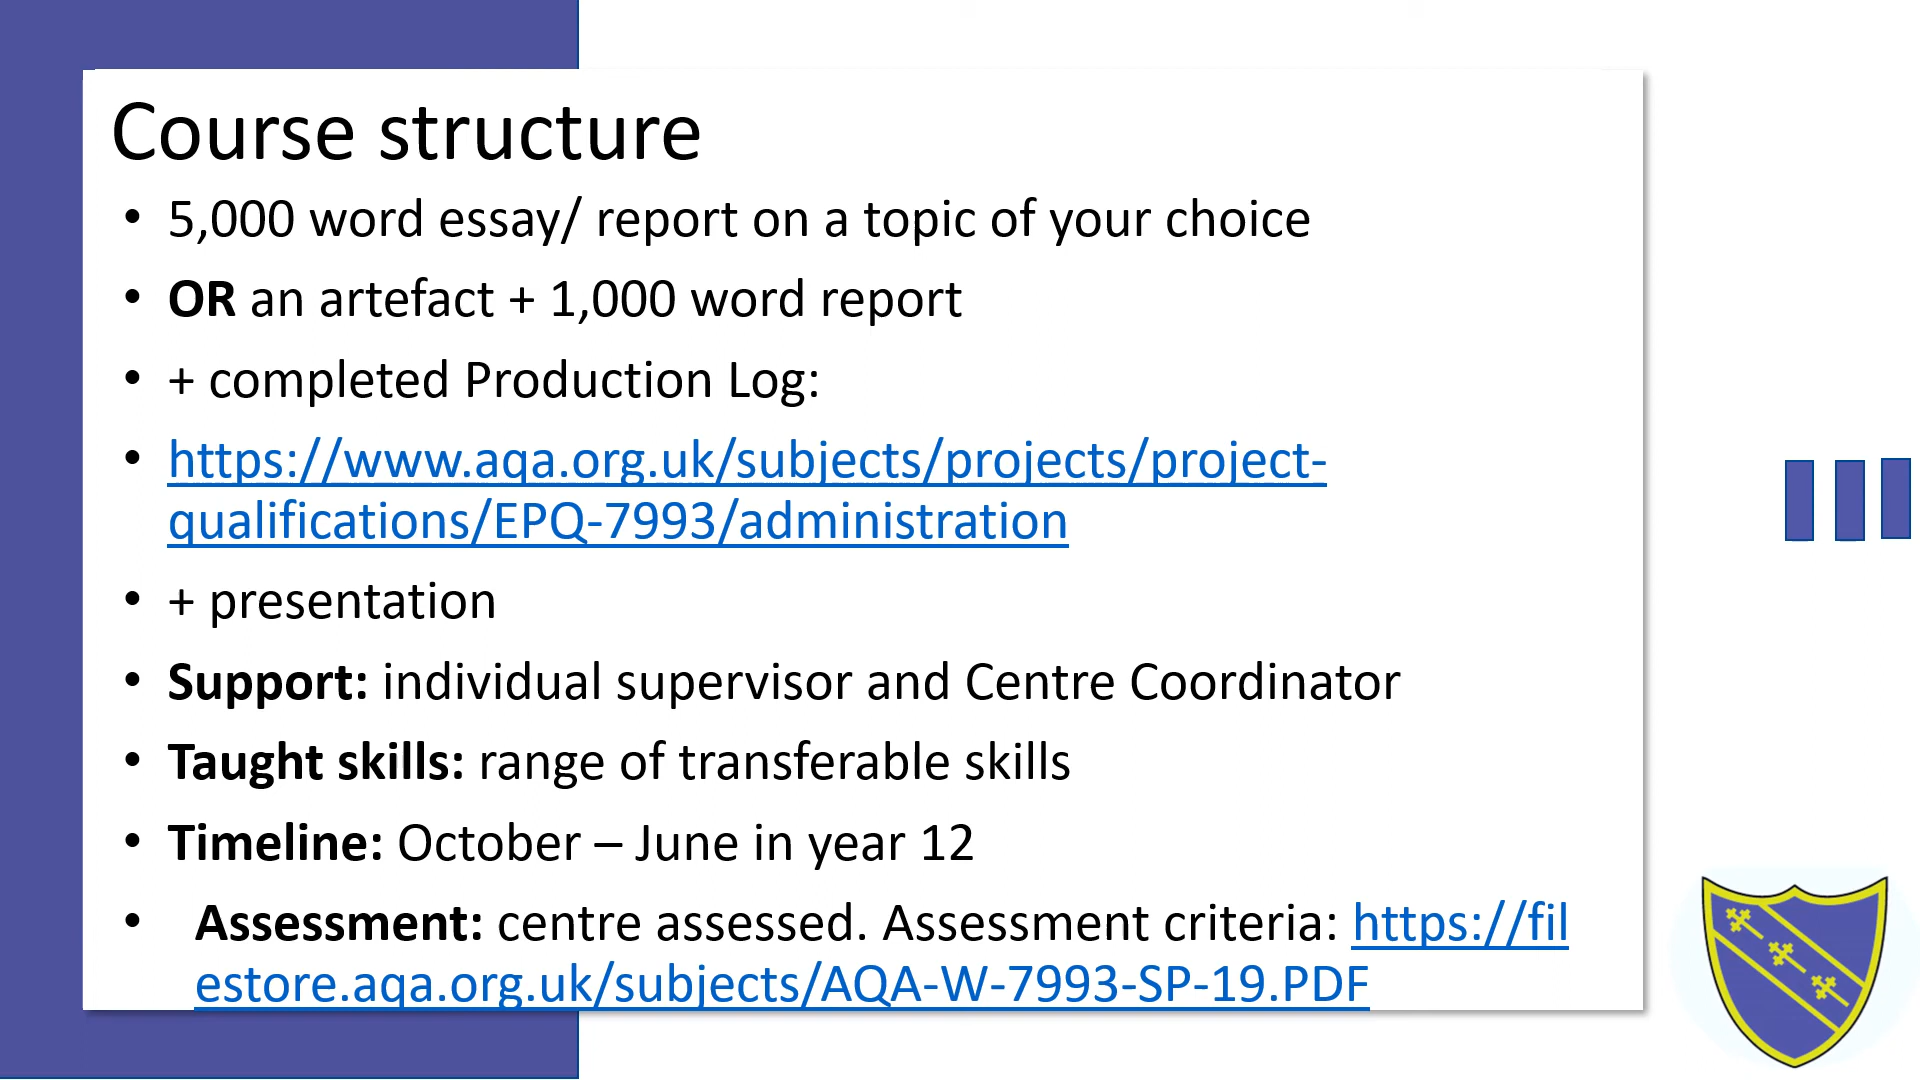 Course structure
• 5,000 word essay/ report on a topic of your choice
• OR an artefact + 1,000 word report
• + completed Production Log:
• https://www.aqa.org.uk/subjects/projects/project-
qualifications/EPQ-7993/administration
• + presentation
• Support: individual supervisor and Centre Coordinator
• Taught skills: range of transferable skills
• Timeline: October – June in year 12
• Assessment: centre assessed. Assessment criteria: https://fil
estore.aqa.org.uk/subjects/AQA-W-7993-SP-19.PDF